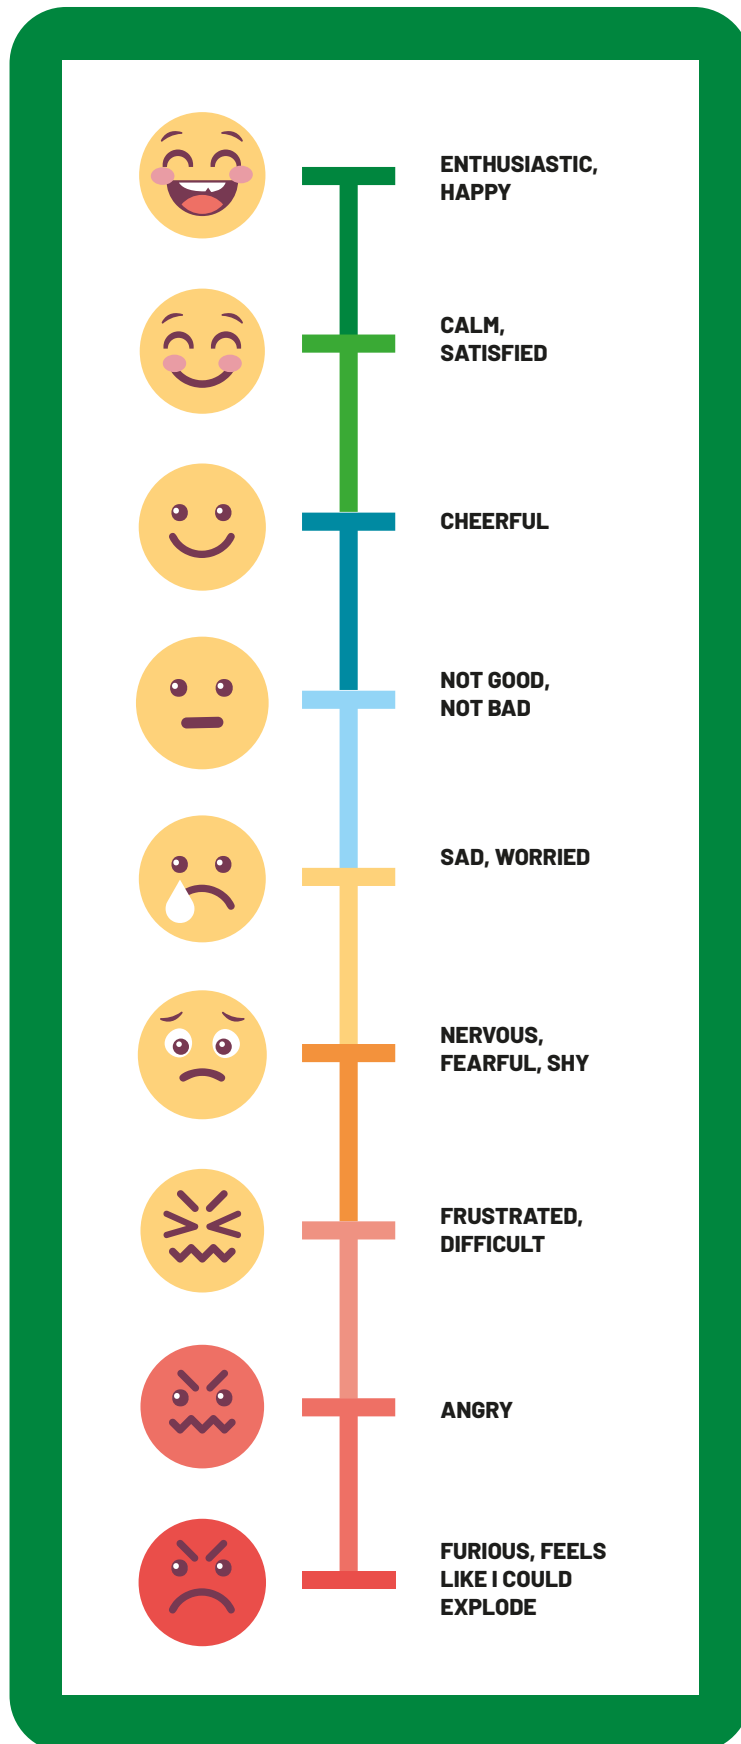 ENTHUSIASTIC,
HAPPY
CALM,
SATISFIED
CHEERFUL
NOT GOOD,
NOT BAD
SAD, WORRIED
NERVOUS,
FEARFUL, SHY
FRUSTRATED,
DIFFICULT
ANGRY
FURIOUS, FEELS
LIKE I COULD
EXPLODE